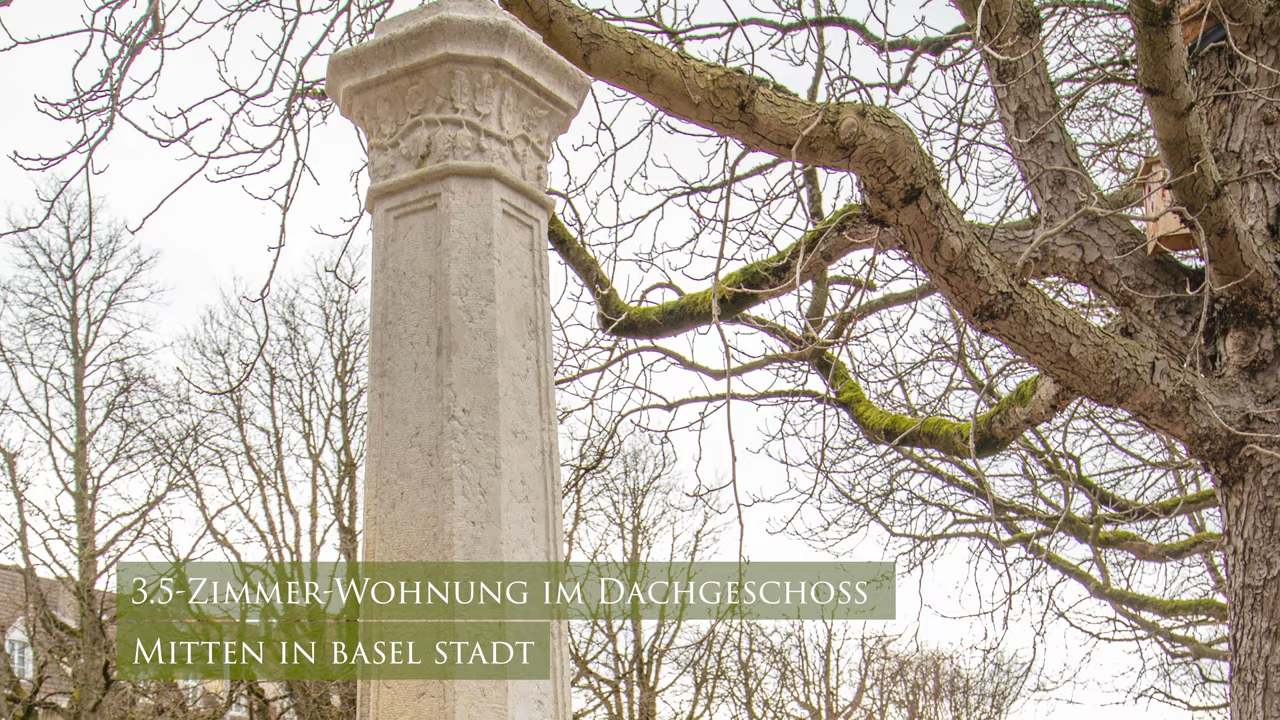 3.5-Zimmer-Wohnung im Dachgeschoss
Mitten in Basel Stadt